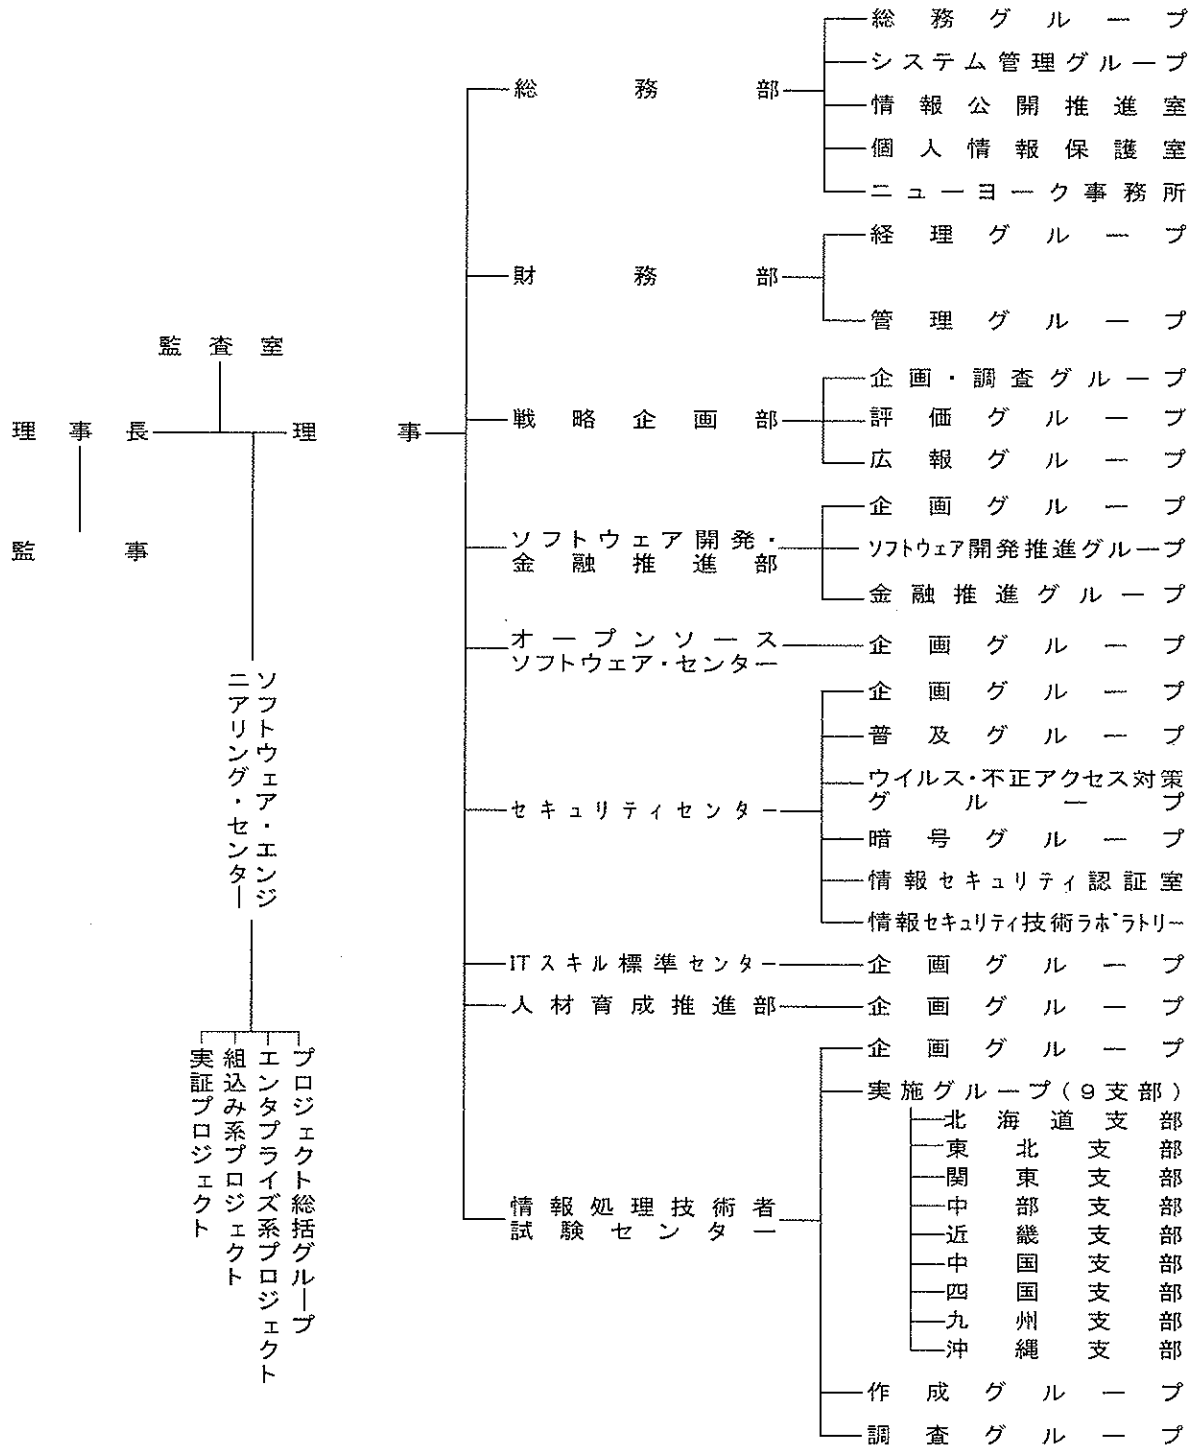 監査室
理事長
理事
監事
ソフトウェア・エンジ
ニアリング・センター
プロジェクト総括グループ
エンタプライズ系プロジェクト
組込み系プロジェクト
実証プロジェクト
総務部
総務グループ
システム管理グループ
情報公開推進室
個人情報保護室
ニューヨーク事務所
財務部
経理グループ
管理グループ
戦略企画部
企画・調査グループ
評価グループ
広報グループ
ソフトウェア開発・
金融推進部
企画グループ
ソフトウェア開発推進グループ
金融推進グループ
オープンソース
ソフトウェア・センター
企画グループ
セキュリティセンター
企画グループ
普及グループ
ウイルス・不正アクセス対策
グループ
暗号グループ
情報セキュリティ認証室
情報セキュリティ技術ラボラトリー
ITスキル標準センター
企画グループ
人材育成推進部
企画グループ
情報処理技術者
試験センター
企画グループ
実施グループ(9支部)
北海道支部
東北支部
関東支部
中部支部
近畿支部
中国支部
四国支部
九州支部
沖縄支部
作成グループ
調査グループ